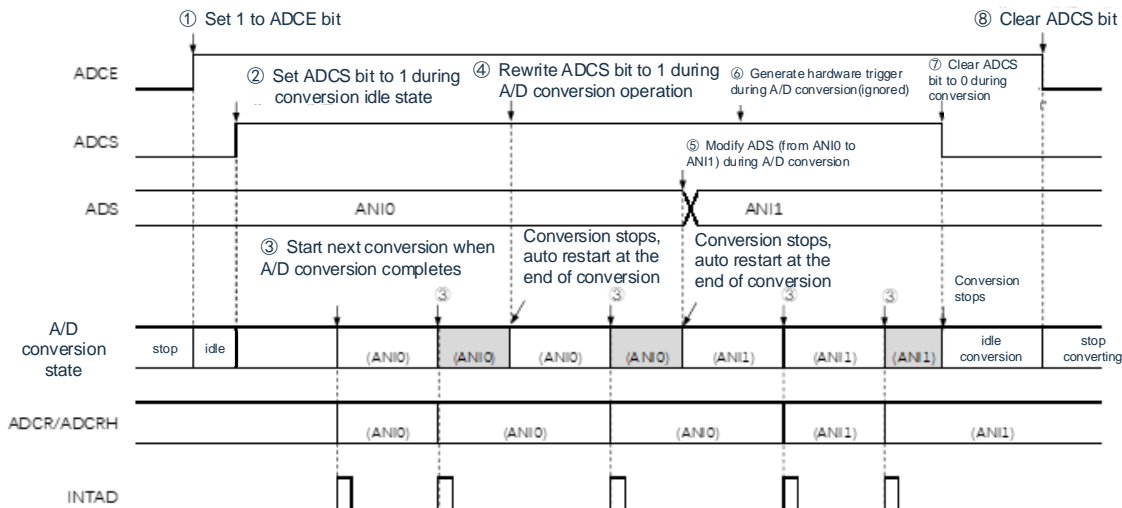 ① Set 1 to ADCE bit
⑧ Clear ADCS bit
ADCE
② Set ADCS bit to 1 during
conversion idle state
④ Rewrite ADCS bit to 1 during
A/D conversion operation
⑥ Generate hardware trigger
during A/D conversion(ignored)
⑦ Clear ADCS
bit to 0 during
conversion
ADCS
⑤ Modify ADS (from ANI0 to
ANI1) during A/D conversion
ADS
ANI0
ANI1
③ Start next conversion when
A/D conversion completes
Conversion stops,
auto restart at the
end of conversion
Conversion stops,
auto restart at the
end of conversion
③
③
③
③
Conversion
stops
A/D
conversion
state
stop
idle
(ANI0)
(ANI0)
(ANI0)
(ANI0)
(ANI1)
(ANI1)
(ANI1)
idle
conversion
stop
converting
ADCR/ADCRH
(ANI0)
(ANI0)
(ANI0)
(ANI1)
(ANI1)
INTAD